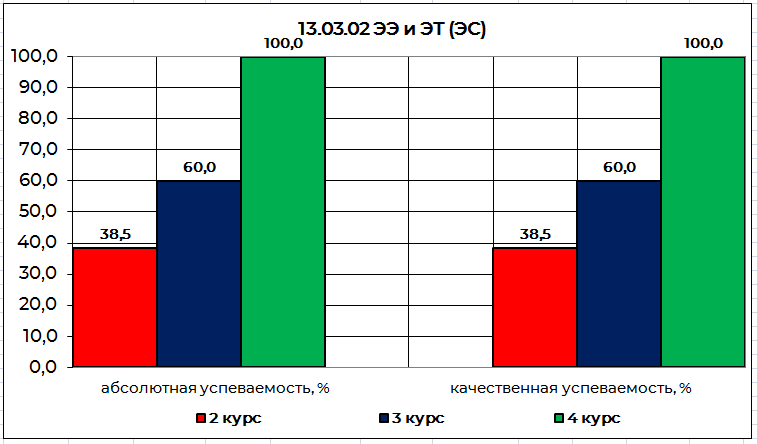 13.03.02 ЭЭ и ЭТ (ЭС)
100,0
90,0
80,0
70,0
60,0
50,0
40,0
30,0
20,0
10,0
0,0
38,5
60,0
100,0
38,5
60,0
100,0
абсолютная успеваемость, %
качественная успеваемость, %
2 курс
3 курс
4 курс